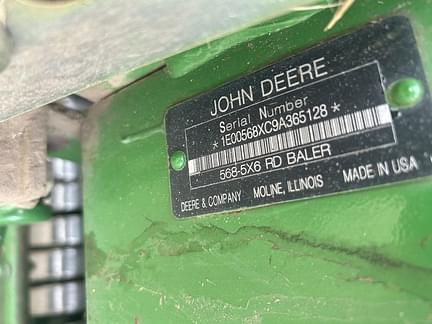 JOHN DEERE
Serial Number
*1E00568XC9A365128*
568-5X6 RD BALER
DEERE & COMPANY MOLINE, ILLINOIS MADE IN USA